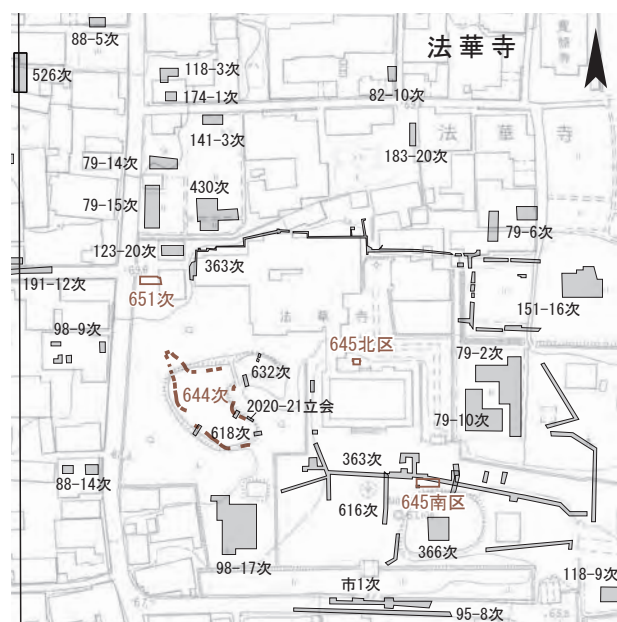 88-5次
法華寺
118-3次
526次
82-10次
174-1次
141-3次
183-20次
法華寺
79-14次
430次
79-15次
79-6次
123-20次
363次
191-12次
651次
151-16次
法華寺
98-9次
645北区
79-2次
632次
644次
2020-21立会
79-10次
618次
363次
88-14次
616次
645南区
366次
98-17次
市1次
118-9次
95-8次